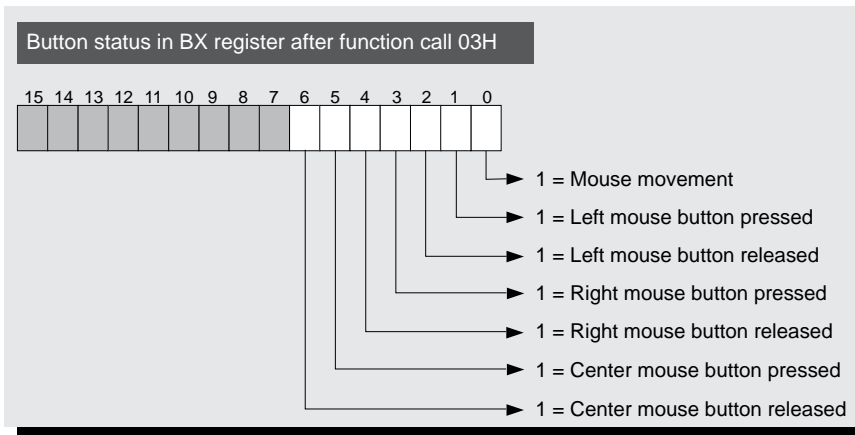 Button status in BX register after function call 03H
15 14 13 12 11 10 9 8 7 6 5 4 3 2 1 0
1 = Mouse movement
1 = Left mouse button pressed
1 = Left mouse button released
1 = Right mouse button pressed
1 = Right mouse button released
1 = Center mouse button pressed
1 = Center mouse button released